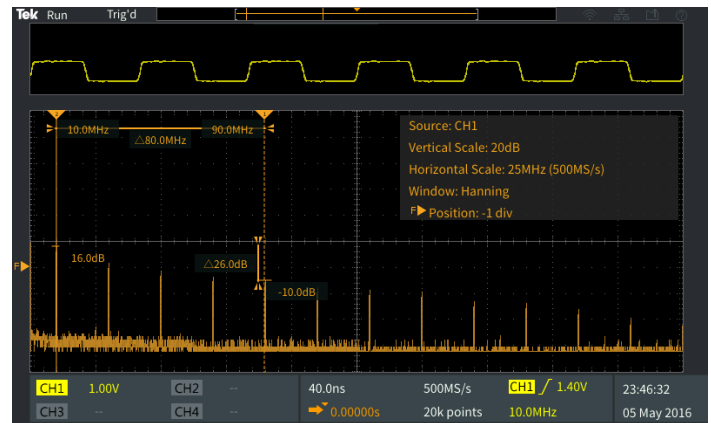 Tek Run Trig'd
10.0MHz 90.0MHz
△80.0MHz
Source: CH1
Vertical Scale: 20dB
Horizontal Scale: 25MHz (500MS/s)
Window: Hanning
F Position: -1 div
16.0dB
△26.0dB
F
-10.0dB
CH1 1.00V CH2 -- 40.0ns 500MS/s CH1 1.40V 23:46:32
CH3 -- CH4 -- 0.00000s 20k points 10.0MHz 05 May 2016